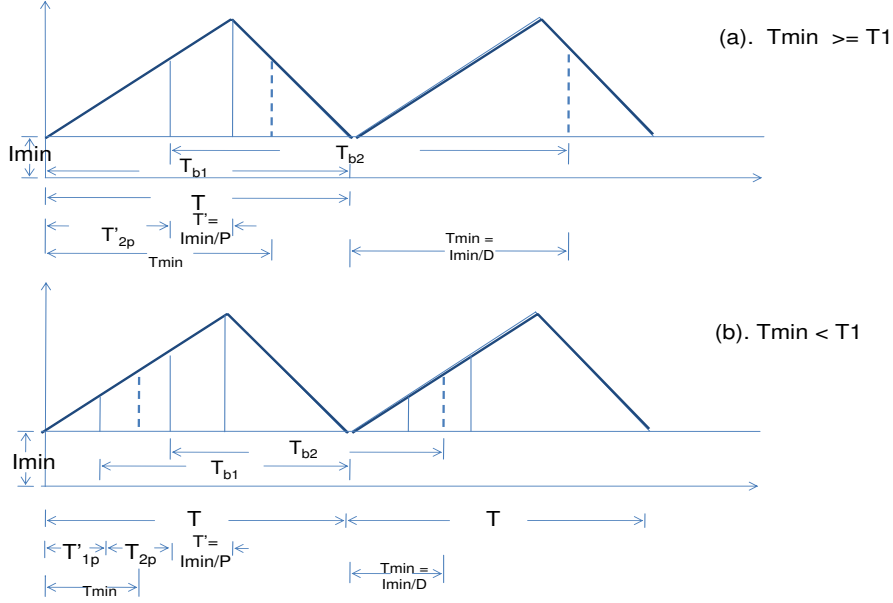 (a). Tmin >= T1
Imin
Tb1
Tb2
T
T'2p
T'=
Imin/P
Tmin
Tmin =
Imin/D
(b). Tmin < T1
Imin
Tb2
Tb1
T
T
T'1p
T2p
T'=
Imin/P
Tmin
Tmin =
Imin/D